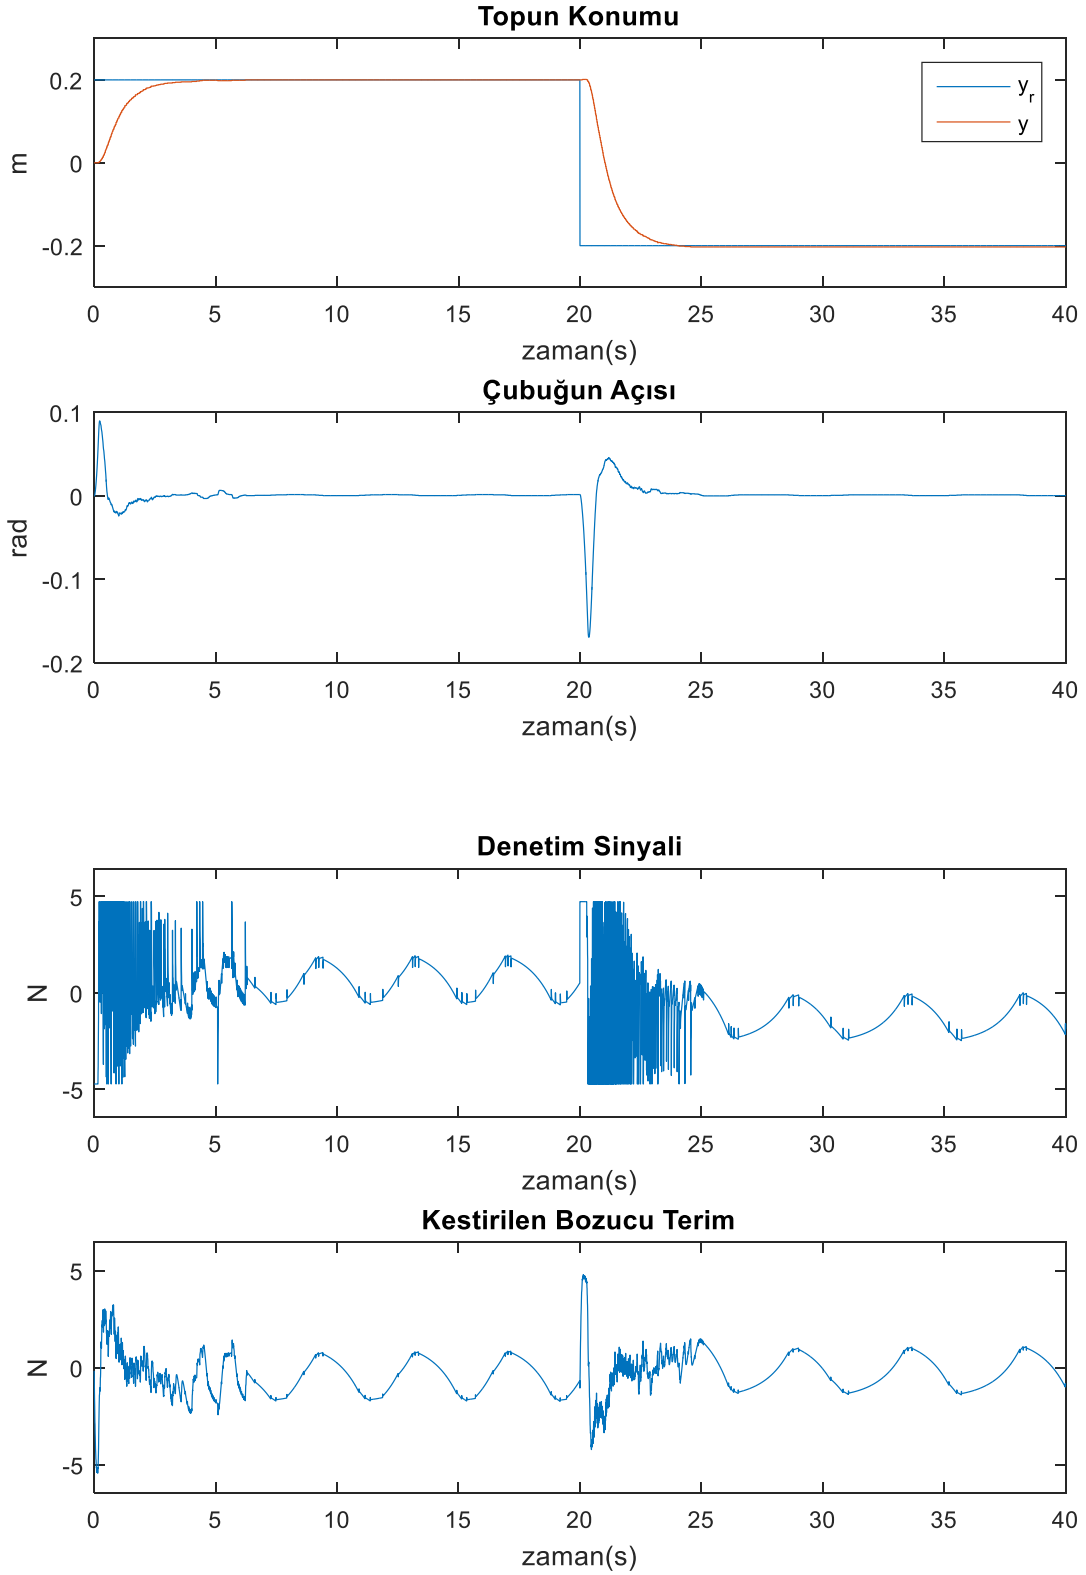 Topun Konumu
0.2
0
-0.2
m
y_r
y
0 5 10 15 20 25 30 35 40
zaman(s)
Çubuğun Açısı
0.1
0
-0.1
-0.2
rad
0 5 10 15 20 25 30 35 40
zaman(s)
Denetim Sinyali
5
0
-5
N
0 5 10 15 20 25 30 35 40
zaman(s)
Kestirilen Bozucu Terim
5
0
-5
N
0 5 10 15 20 25 30 35 40
zaman(s)